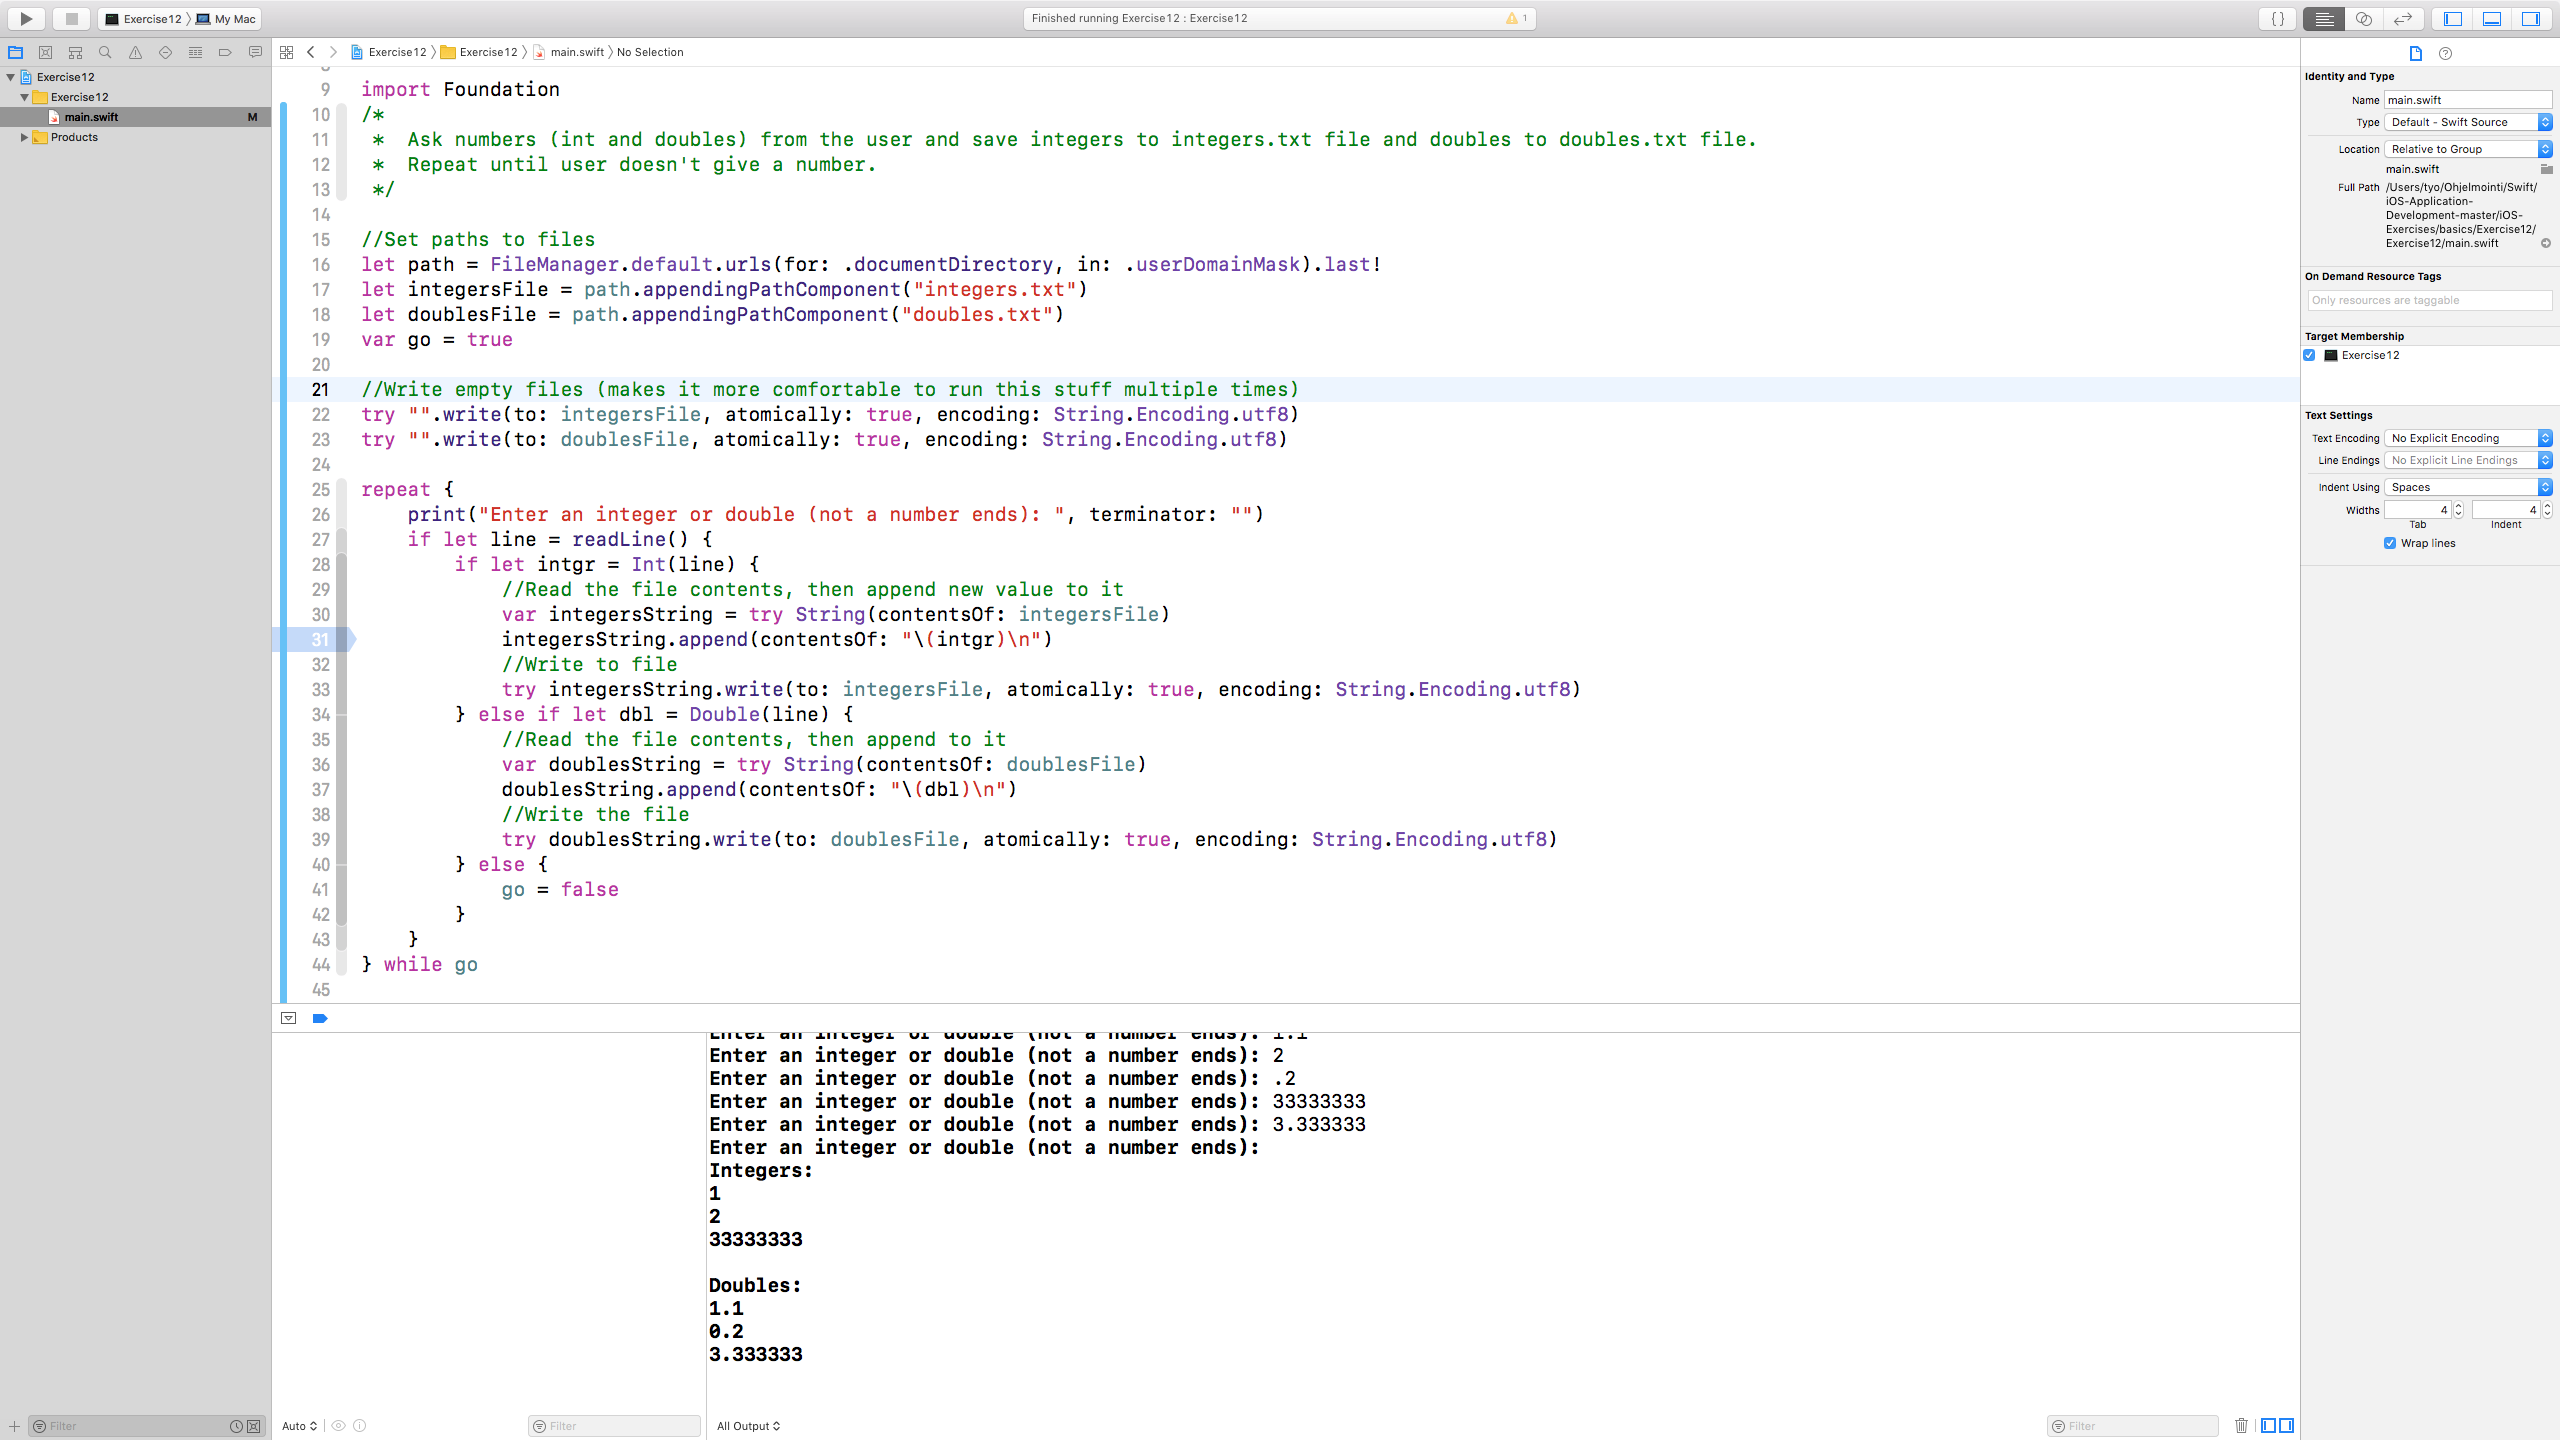 Exercise12 〉 My Mac
Finished running Exercise12 : Exercise12
1
{ }
Exercise12
Exercise12
main.swift M
Products
Exercise12 〉 Exercise12 〉 main.swift 〉 No Selection
9 import Foundation
10 /*
11 *  Ask numbers (int and doubles) from the user and save integers to integers.txt file and doubles to doubles.txt file.
12 *  Repeat until user doesn't give a number.
13 */
14
15 //Set paths to files
16 let path = FileManager.default.urls(for: .documentDirectory, in: .userDomainMask).last!
17 let integersFile = path.appendingPathComponent("integers.txt")
18 let doublesFile = path.appendingPathComponent("doubles.txt")
19 var go = true
20
21 //Write empty files (makes it more comfortable to run this stuff multiple times)
22 try "".write(to: integersFile, atomically: true, encoding: String.Encoding.utf8)
23 try "".write(to: doublesFile, atomically: true, encoding: String.Encoding.utf8)
24
25 repeat {
26     print("Enter an integer or double (not a number ends): ", terminator: "")
27     if let line = readLine() {
28         if let intgr = Int(line) {
29             //Read the file contents, then append new value to it
30             var integersString = try String(contentsOf: integersFile)
31             integersString.append(contentsOf: "\(intgr)\n")
32             //Write to file
33             try integersString.write(to: integersFile, atomically: true, encoding: String.Encoding.utf8)
34         } else if let dbl = Double(line) {
35             //Read the file contents, then append to it
36             var doublesString = try String(contentsOf: doublesFile)
37             doublesString.append(contentsOf: "\(dbl)\n")
38             //Write the file
39             try doublesString.write(to: doublesFile, atomically: true, encoding: String.Encoding.utf8)
40         } else {
41             go = false
42         }
43     }
44 } while go
45
Enter an integer or double (not a number ends): 1.1
Enter an integer or double (not a number ends): 2
Enter an integer or double (not a number ends): .2
Enter an integer or double (not a number ends): 33333333
Enter an integer or double (not a number ends): 3.333333
Enter an integer or double (not a number ends):
Integers:
1
2
33333333
Doubles:
1.1
0.2
3.333333
Filter
Auto
Filter
All Output
Filter
Identity and Type
Name main.swift
Type Default - Swift Source
Location Relative to Group
main.swift
Full Path /Users/tyo/Ohjelmointi/Swift/
iOS-Application-
Development-master/iOS-
Exercises/basics/Exercise12/
Exercise12/main.swift
On Demand Resource Tags
Only resources are taggable
Target Membership
Exercise12
Text Settings
Text Encoding No Explicit Encoding
Line Endings No Explicit Line Endings
Indent Using Spaces
Widths 4 4
Tab Indent
Wrap lines